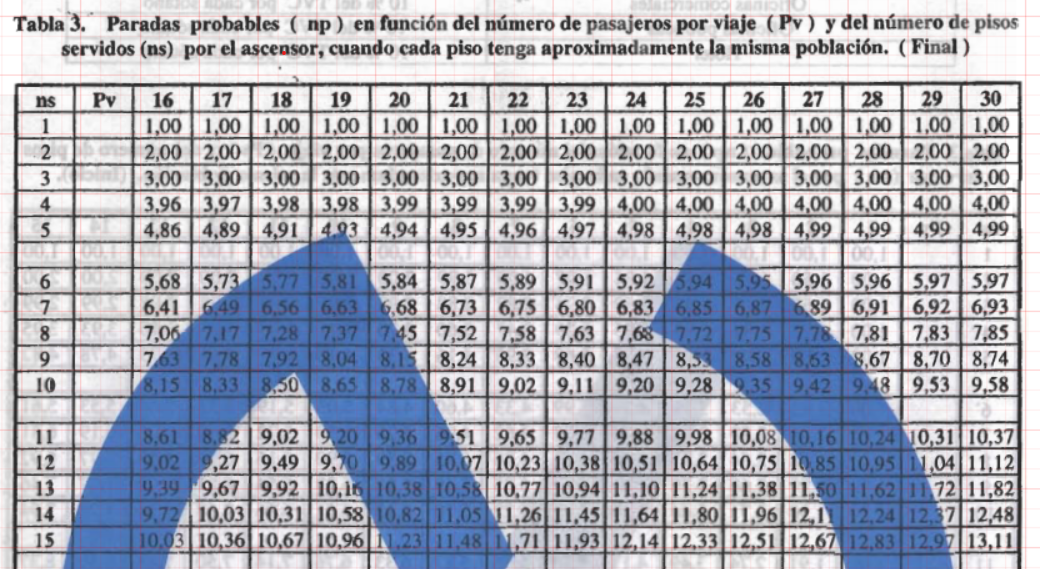 Tabla 3. Paradas probables ( np ) en función del número de pasajeros por viaje ( Pv ) y del número de pisos
servidos (ns) por el ascensor, cuando cada piso tenga aproximadamente la misma población. ( Final )
ns Pv 16 17 18 19 20 21 22 23 24 25 26 27 28 29 30
1 1,00 1,00 1,00 1,00 1,00 1,00 1,00 1,00 1,00 1,00 1,00 1,00 1,00 1,00 1,00
2 2,00 2,00 2,00 2,00 2,00 2,00 2,00 2,00 2,00 2,00 2,00 2,00 2,00 2,00 2,00
3 3,00 3,00 3,00 3,00 3,00 3,00 3,00 3,00 3,00 3,00 3,00 3,00 3,00 3,00 3,00
4 3,96 3,97 3,98 3,98 3,99 3,99 3,99 3,99 4,00 4,00 4,00 4,00 4,00 4,00 4,00
5 4,86 4,89 4,91 4,93 4,94 4,95 4,96 4,97 4,98 4,98 4,98 4,99 4,99 4,99 4,99
6 5,68 5,73 5,77 5,81 5,84 5,87 5,89 5,91 5,92 5,94 5,95 5,96 5,96 5,97 5,97
7 6,41 6,49 6,56 6,63 6,68 6,73 6,75 6,80 6,83 6,85 6,87 6,89 6,91 6,92 6,93
8 7,06 7,17 7,28 7,37 7,45 7,52 7,58 7,63 7,68 7,72 7,75 7,78 7,81 7,83 7,85
9 7,63 7,78 7,92 8,04 8,15 8,24 8,33 8,40 8,47 8,53 8,58 8,63 8,67 8,70 8,74
10 8,15 8,33 8,50 8,65 8,78 8,91 9,02 9,11 9,20 9,28 9,35 9,42 9,48 9,53 9,58
11 8,61 8,82 9,02 9,20 9,36 9,51 9,65 9,77 9,88 9,98 10,08 10,16 10,24 10,31 10,37
12 9,02 9,27 9,49 9,70 9,89 10,07 10,23 10,38 10,51 10,64 10,75 10,85 10,95 11,04 11,12
13 9,39 9,67 9,92 10,16 10,38 10,58 10,77 10,94 11,10 11,24 11,38 11,50 11,62 11,72 11,82
14 9,72 10,03 10,31 10,58 10,82 11,05 11,26 11,45 11,64 11,80 11,96 12,1 12,24 12,37 12,48
15 10,03 10,36 10,67 10,96 11,23 11,48 11,71 11,93 12,14 12,33 12,51 12,67 12,83 12,97 13,11